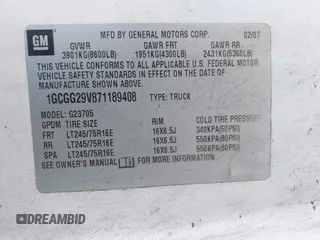 GM
MFD BY GENERAL MOTORS CORP. 02/07
GVWR GAWR FRT GAWR RR
3901KG(8600LB) 1951KG(4300LB) 2431KG(5360LB)
THIS VEHICLE CONFORMS TO ALL APPLICABLE U.S. FEDERAL MOTOR
VEHICLE SAFETY STANDARDS IN EFFECT ON THE DATE OF
MANUFACTURE SHOWN ABOVE.
1GCGG29V871189408 TYPE: TRUCK
G23705
GPDM TIRE SIZE RIM COLD TIRE PRESSURE
FRT LT245/75R16E 16X6.5J 340KPA(50PSI)
RR LT245/75R16E 16X6.5J 550KPA(80PSI)
SPA LT245/75R16E 16X6.5J 550KPA(80PSI)
SEE OWNER'S MANUAL FOR MORE INFORMATION.
DREAMBID